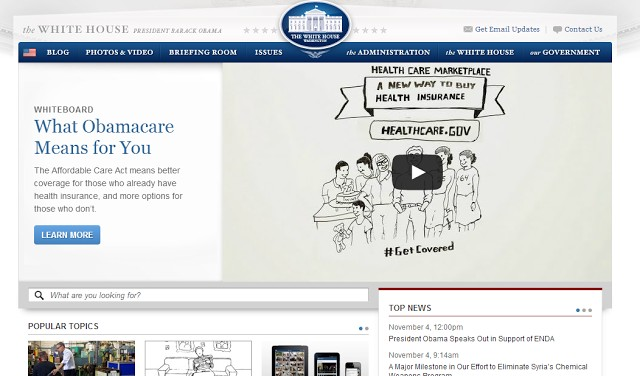 the WHITE HOUSE PRESIDENT BARACK OBAMA
THE WHITE HOUSE
WASHINGTON
Get Email Updates
Contact Us
BLOG
PHOTOS & VIDEO
BRIEFING ROOM
ISSUES
the ADMINISTRATION
the WHITE HOUSE
our GOVERNMENT
WHITEBOARD
What Obamacare
Means for You
The Affordable Care Act means better
coverage for those who already have
health insurance, and more options for
those who don't.
LEARN MORE
HEALTH CARE MARKETPLACE
A NEW WAY TO BUY
HEALTH INSURANCE
HEALTHCARE.GOV
64
#GetCovered
What are you looking for?
POPULAR TOPICS
TOP NEWS
November 4, 12:00pm
President Obama Speaks Out in Support of ENDA
November 4, 9:14am
A Major Milestone in Our Effort to Eliminate Syria's Chemical
Weapons Program